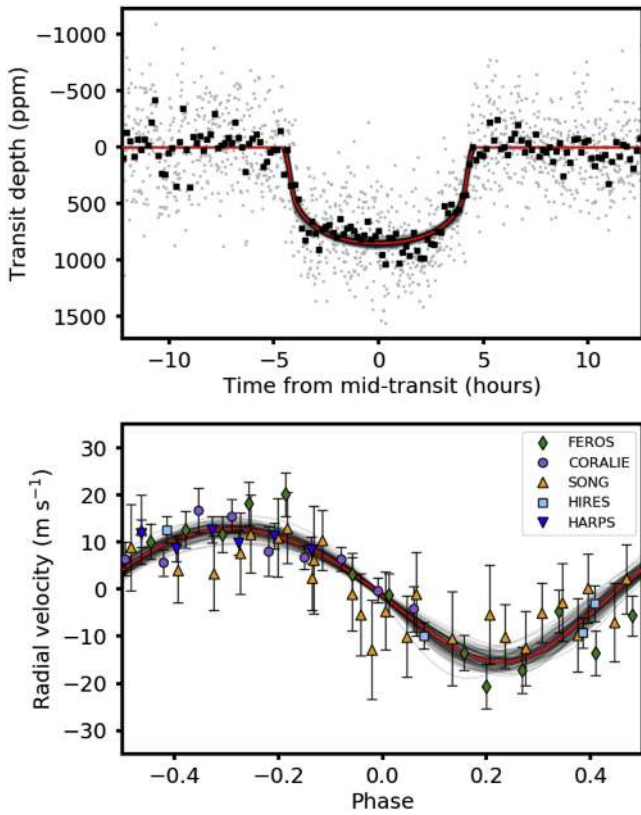 −1000
−500
0
500
1000
1500
Transit depth (ppm)
−10 −5 0 5 10
Time from mid-transit (hours)
30
20
10
0
−10
−20
−30
Radial velocity (m s⁻¹)
FEROS
CORALIE
SONG
HIRES
HARPS
−0.4 −0.2 0.0 0.2 0.4
Phase